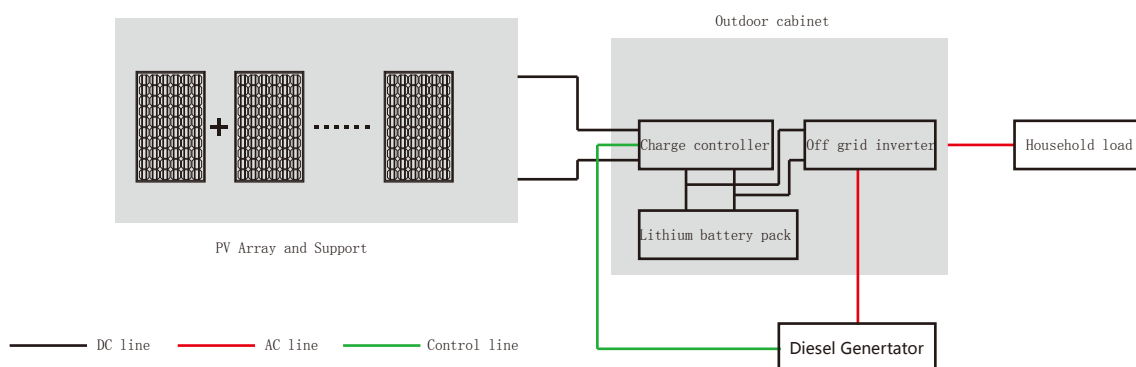 Outdoor cabinet
Charge controller
Off grid inverter
Household load
Lithium battery pack
PV Array and Support
DC line
AC line
Control line
Diesel Genertator